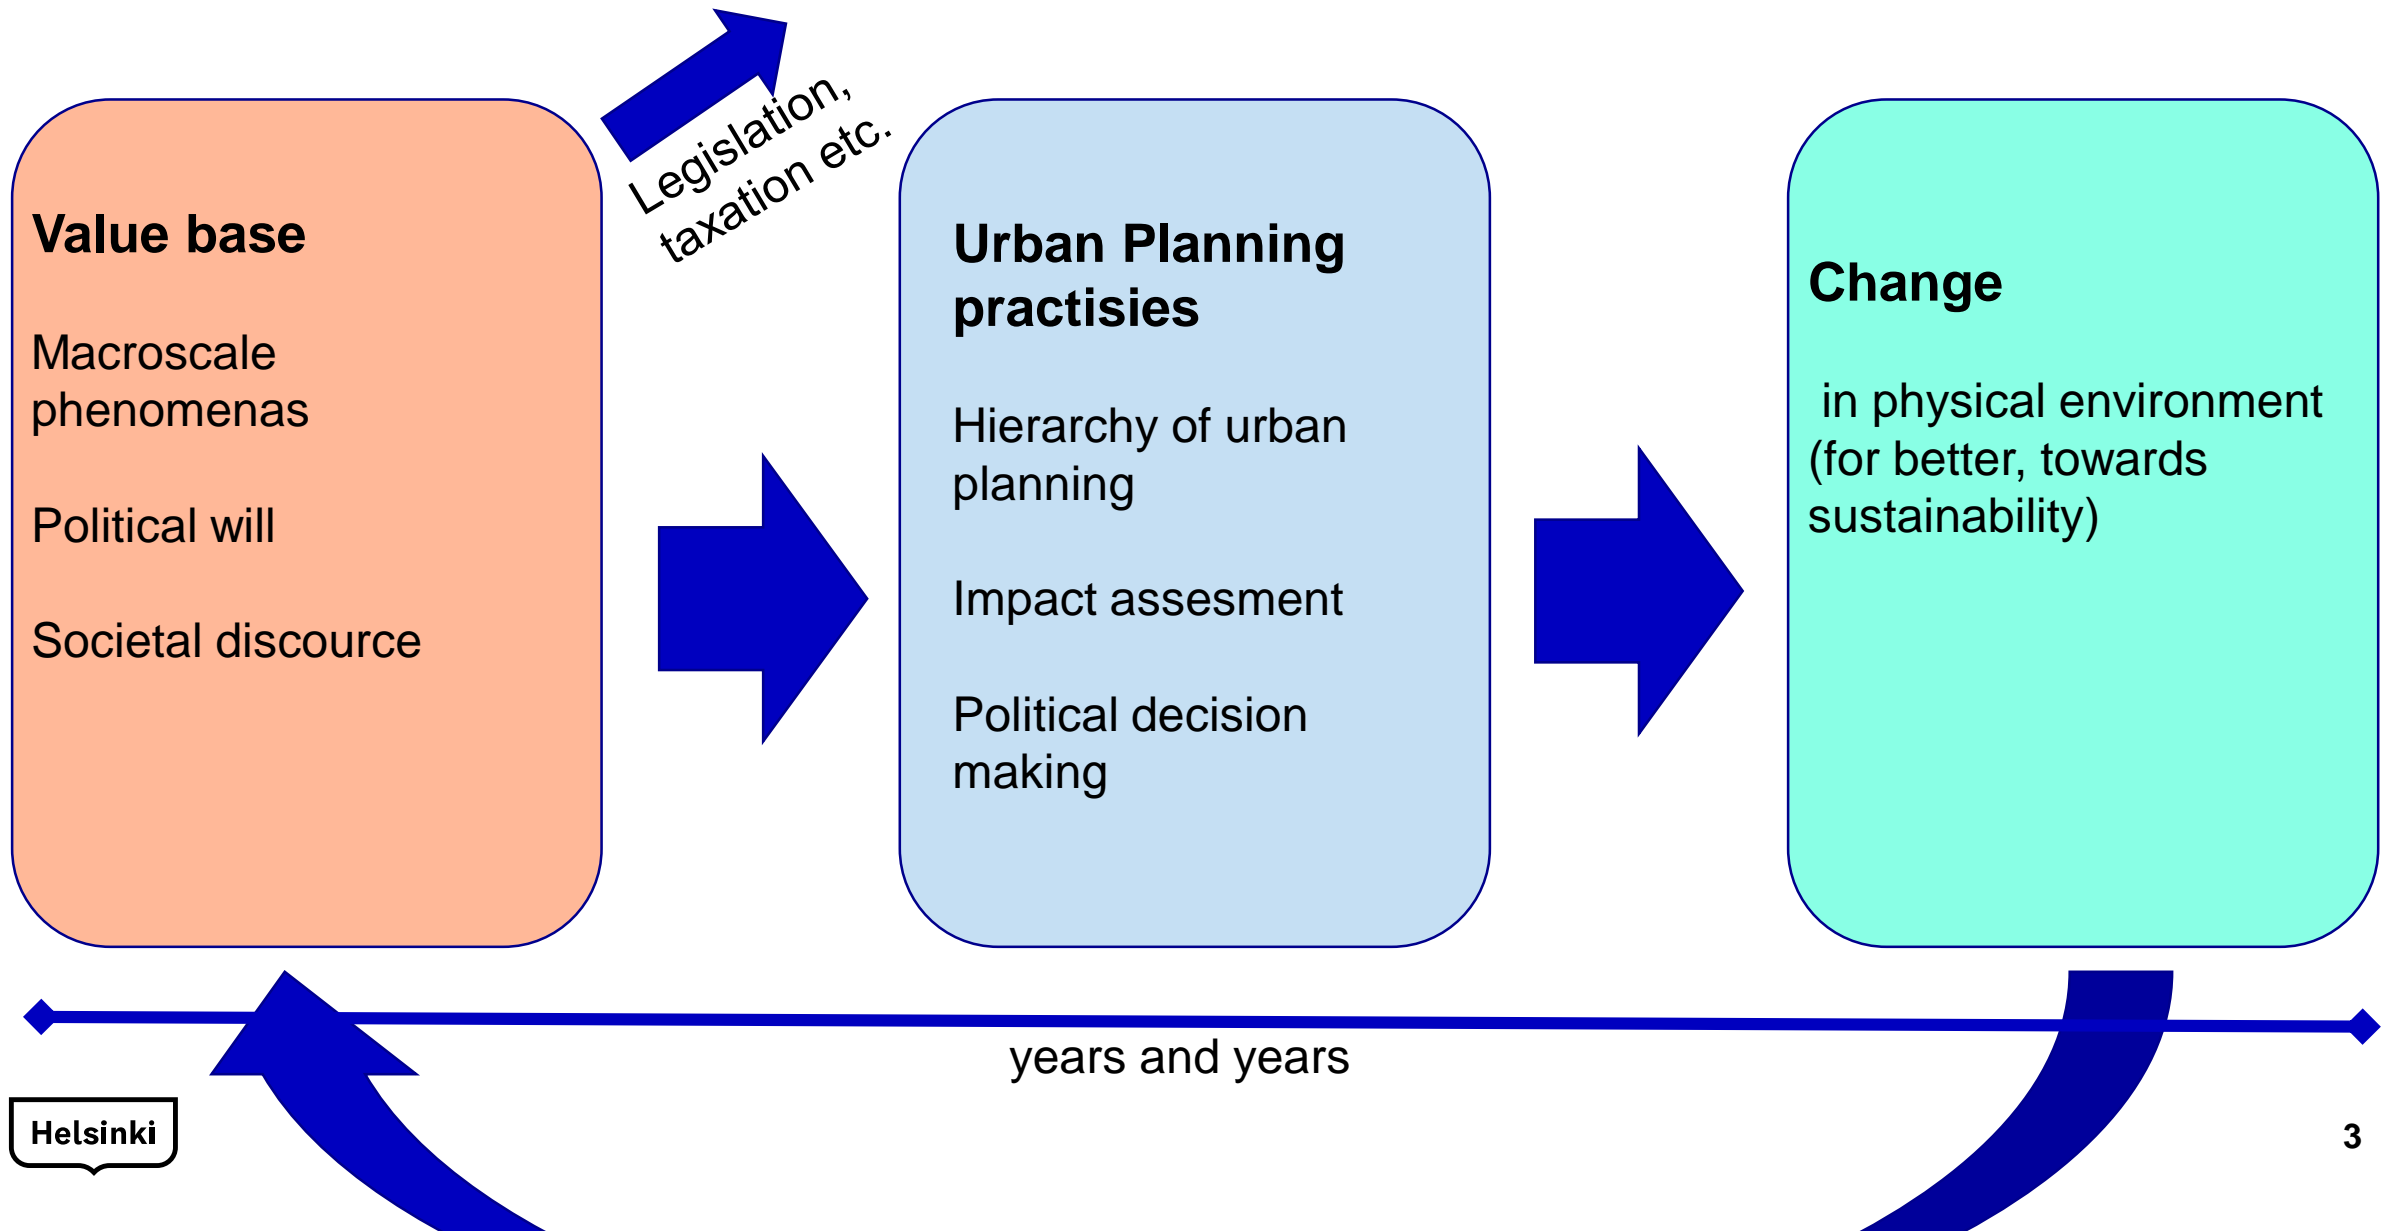 Legislation,
taxation etc.
Value base
Macroscale
phenomenas
Political will
Societal discource
Urban Planning
practisies
Hierarchy of urban
planning
Impact assesment
Political decision
making
Change
in physical environment
(for better, towards
sustainability)
years and years
Helsinki
3